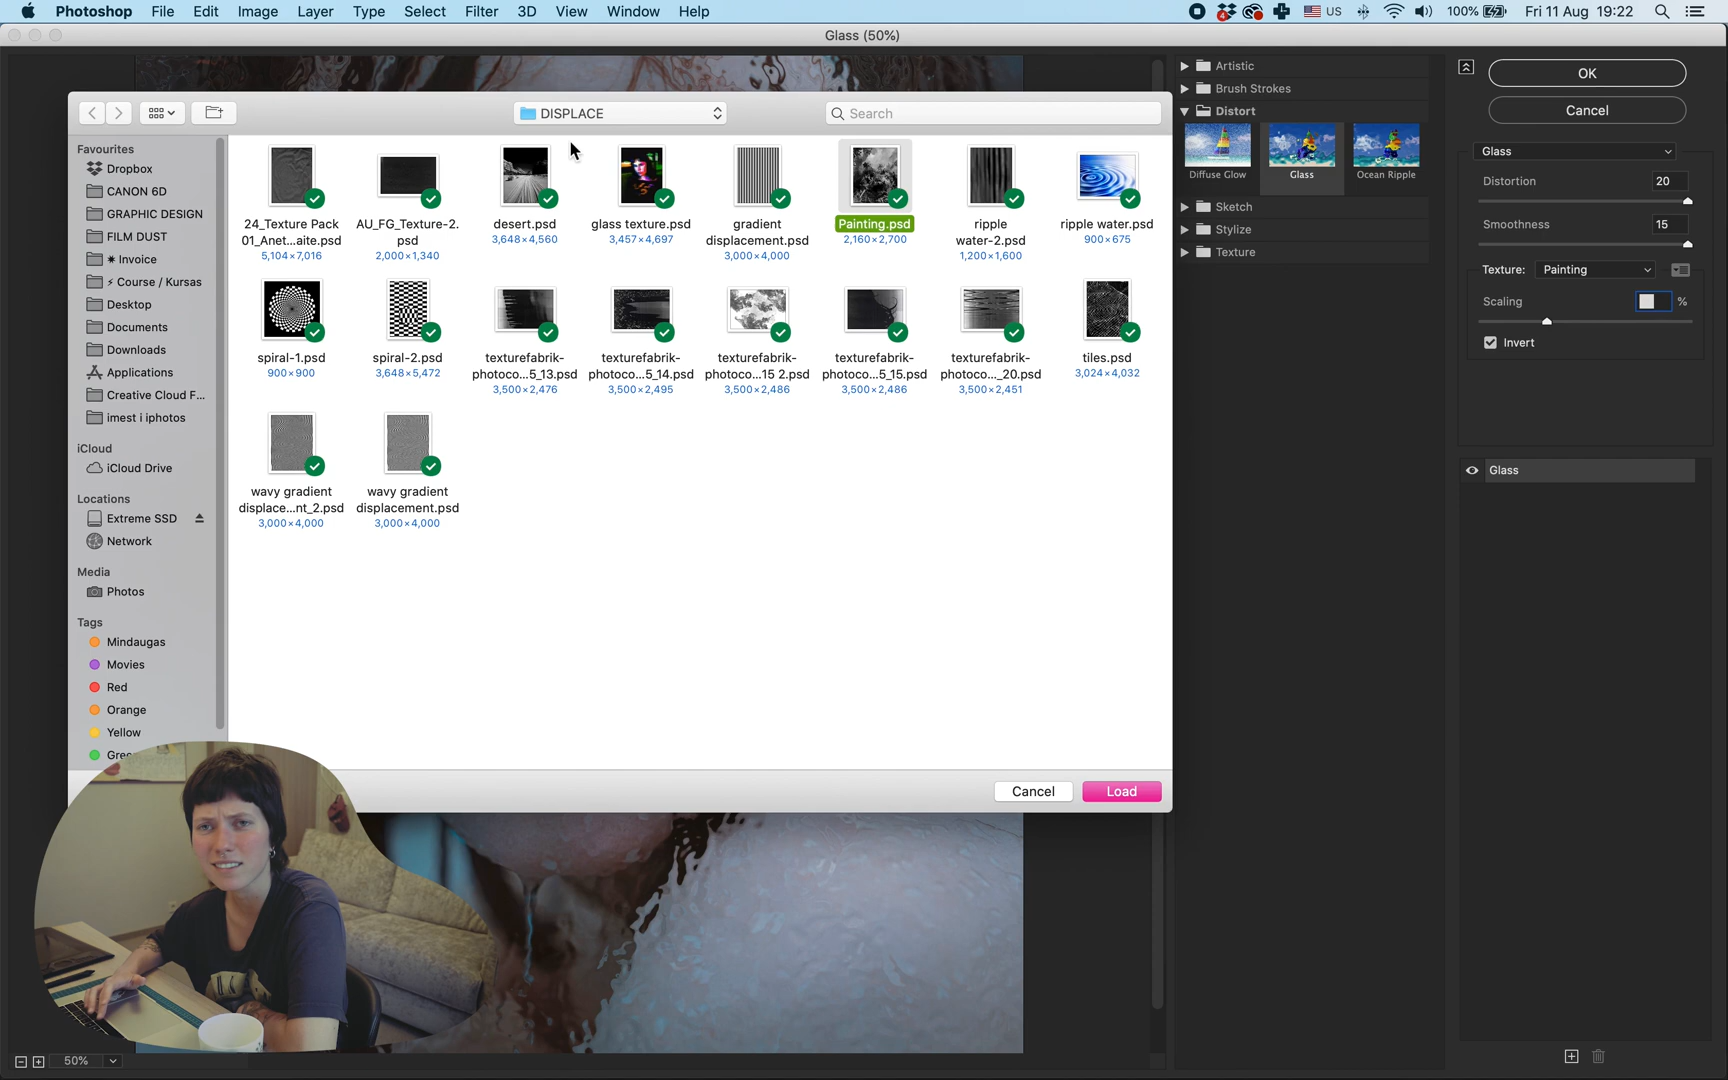 Photoshop File Edit Image Layer Type Select Filter 3D View Window Help 4 US 100% Fri 11 Aug 19:22
Glass (50%)
DISPLACE
Search
Favourites
Dropbox
CANON 6D
GRAPHIC DESIGN
FILM DUST
✷ Invoice
⚡ Course / Kursas
Desktop
Documents
Downloads
Applications
Creative Cloud F...
imest i iphotos
iCloud
iCloud Drive
Locations
Extreme SSD
Network
Media
Photos
Tags
Mindaugas
Movies
Red
Orange
Yellow
24_Texture Pack
01_Anet...aite.psd
5,104×7,016
AU_FG_Texture-2.
psd
2,000×1,340
desert.psd
3,648×4,560
glass texture.psd
3,457×4,697
gradient
displacement.psd
3,000×4,000
Painting.psd
2,160×2,700
ripple
water-2.psd
1,200×1,600
ripple water.psd
900×675
spiral-1.psd
900×900
spiral-2.psd
3,648×5,472
texturefabrik-
photoco...5_13.psd
3,500×2,476
texturefabrik-
photoco...5_14.psd
3,500×2,495
texturefabrik-
photoco...15 2.psd
3,500×2,486
texturefabrik-
photoco...5_15.psd
3,500×2,486
texturefabrik-
photoco..._20.psd
3,500×2,451
tiles.psd
3,024×4,032
wavy gradient
displace...nt_2.psd
3,000×4,000
wavy gradient
displacement.psd
3,000×4,000
Cancel
Load
Artistic
Brush Strokes
Distort
Diffuse Glow
Glass
Ocean Ripple
Sketch
Stylize
Texture
OK
Cancel
Glass
Distortion 20
Smoothness 15
Texture: Painting
Scaling %
Invert
Glass
50%